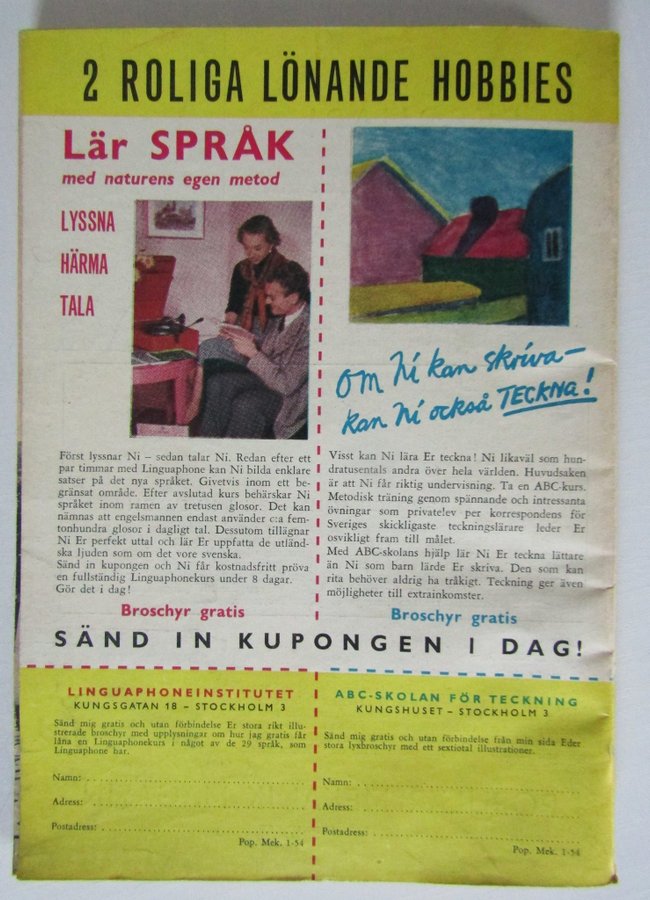 2 ROLIGA LÖNANDE HOBBIES
Lär SPRÅK
med naturens egen metod
LYSSNA
HÄRMA
TALA
Först lyssnar Ni – sedan talar Ni. Redan efter ett
par timmar med Linguaphone kan Ni bilda enklare
satser på det nya språket. Givetvis inom ett be-
gränsat område. Efter avslutad kurs behärskar Ni
språket inom ramen av tretusen glosor. Det kan
nämnas att engelsmannen endast använder c:a fem-
tonhundra glosor i dagligt tal. Dessutom tillägnar
Ni Er perfekt uttal och lär Er uppfatta de utländ-
ska ljuden som om det vore svenska.
Sänd in kupongen och Ni får kostnadsfritt pröva
en fullständig Linguaphonekurs under 8 dagar.
Gör det i dag!
Broschyr gratis
Om Ni kan skriva—
kan Ni också TECKNA!
Visst kan Ni lära Er teckna! Ni likaväl som hun-
dratusentals andra över hela världen. Huvudsaken
är att Ni får riktig undervisning. Ta en ABC-kurs.
Metodisk träning genom spännande och intressanta
övningar som privatelev per korrespondens för
Sveriges skickligaste teckningslärare leder Er
osvikligt fram till målet.
Med ABC-skolans hjälp lär Ni Er teckna lättare
än Ni som barn lärde Er skriva. Den som kan
rita behöver aldrig ha tråkigt. Teckning ger även
möjligheter till extrainkomster.
Broschyr gratis
SÄND IN KUPONGEN I DAG!
LINGUAPHONEINSTITUTET
KUNGSGATAN 18 – STOCKHOLM 3
Sänd mig gratis och utan förbindelse Er stora rikt illu-
strerade broschyr med upplysningar om hur jag gratis får
låna en Linguaphonekurs i något av de 29 språk, som
Linguaphone har.
Namn:
Adress:
Postadress:
Pop. Mek. 1-54
ABC-SKOLAN FÖR TECKNING
KUNGSHUSET – STOCKHOLM 3
Sänd mig gratis och utan förbindelse från min sida Eder
stora lyxbroschyr med ett sextiotal illustrationer.
Namn:
Adress:
Postadress:
Pop. Mek. 1-54